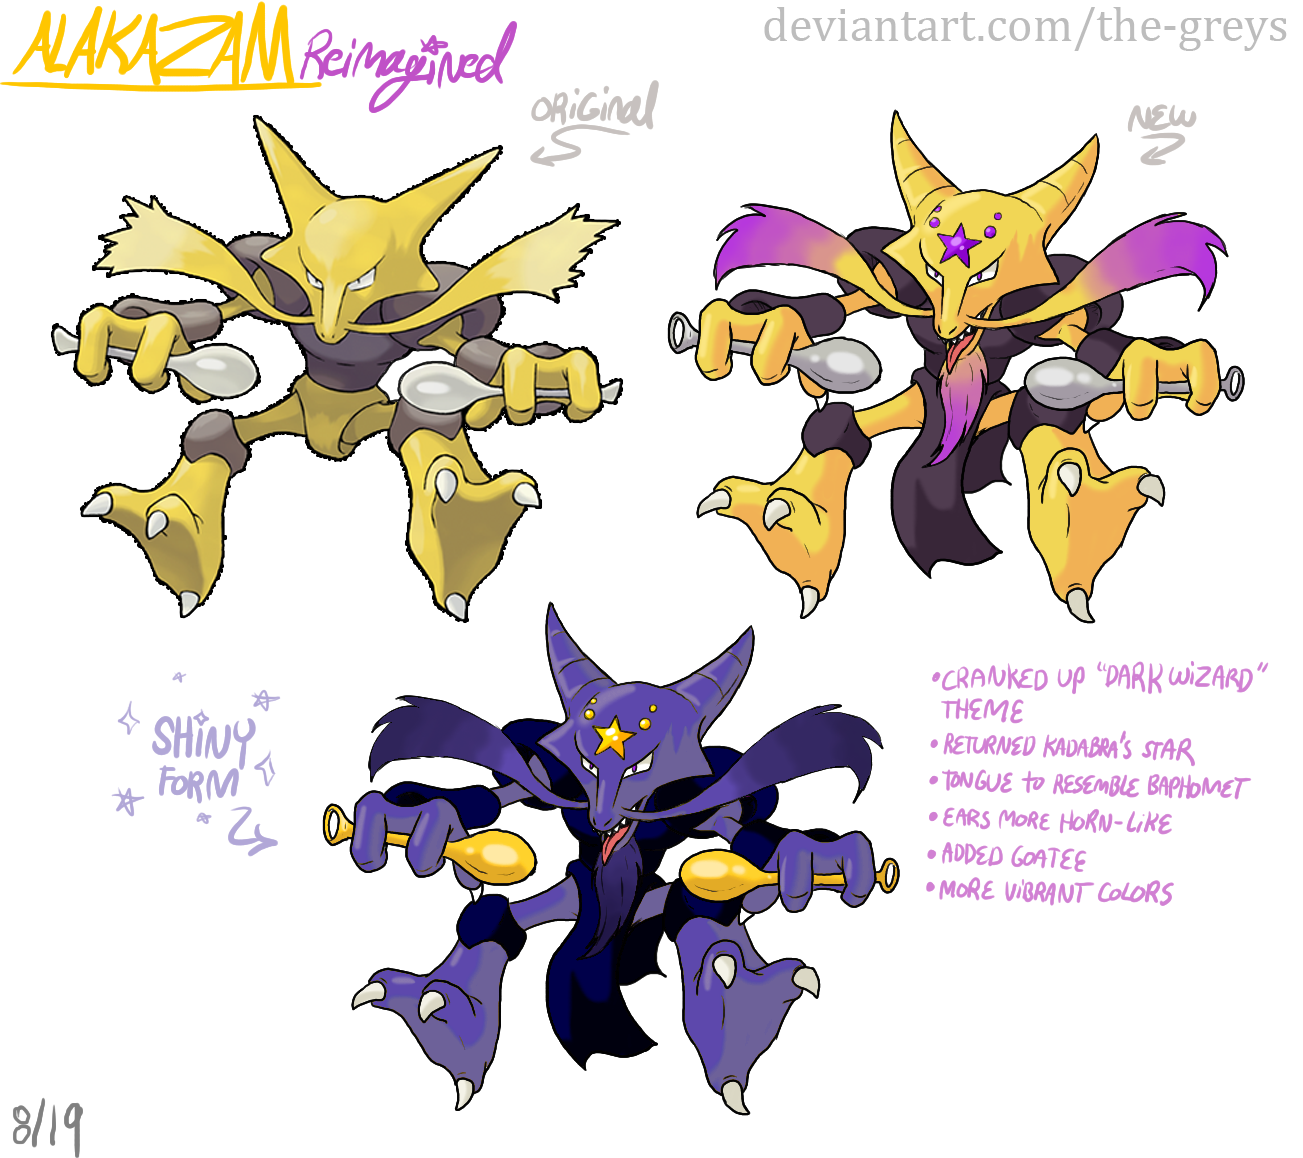 ALAKAZAM Reimagined
deviantart.com/the-greys
ORiGinal
NEW
SHiNY
FORM
•CRANKED UP "DARK WiZARD"
THEME
•RETURNED KADABRA'S STAR
•TONGUE TO RESEMBLE BAPHOMET
•EARS MORE HORN-LiKE
•ADDED GOATEE
•MORE ViBRANT COLORS
8/19